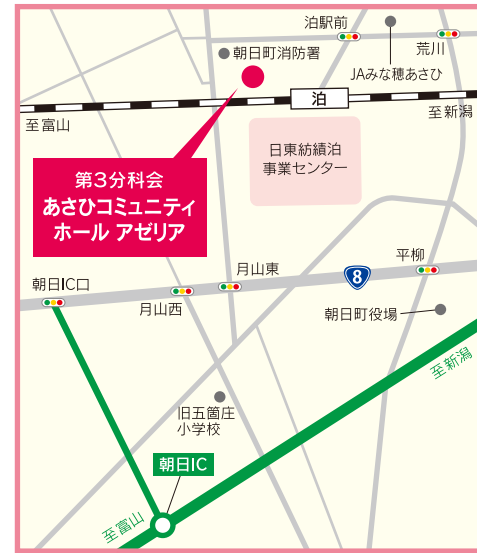 泊駅前
荒川
朝日町消防署
JAみな穂あさひ
泊
至富山
至新潟
日東紡績泊
事業センター
第3分科会
あさひコミュニティ
ホール アゼリア
月山東
8
平柳
朝日IC口
月山西
朝日町役場
至新潟
旧五箇庄
小学校
朝日IC
至富山